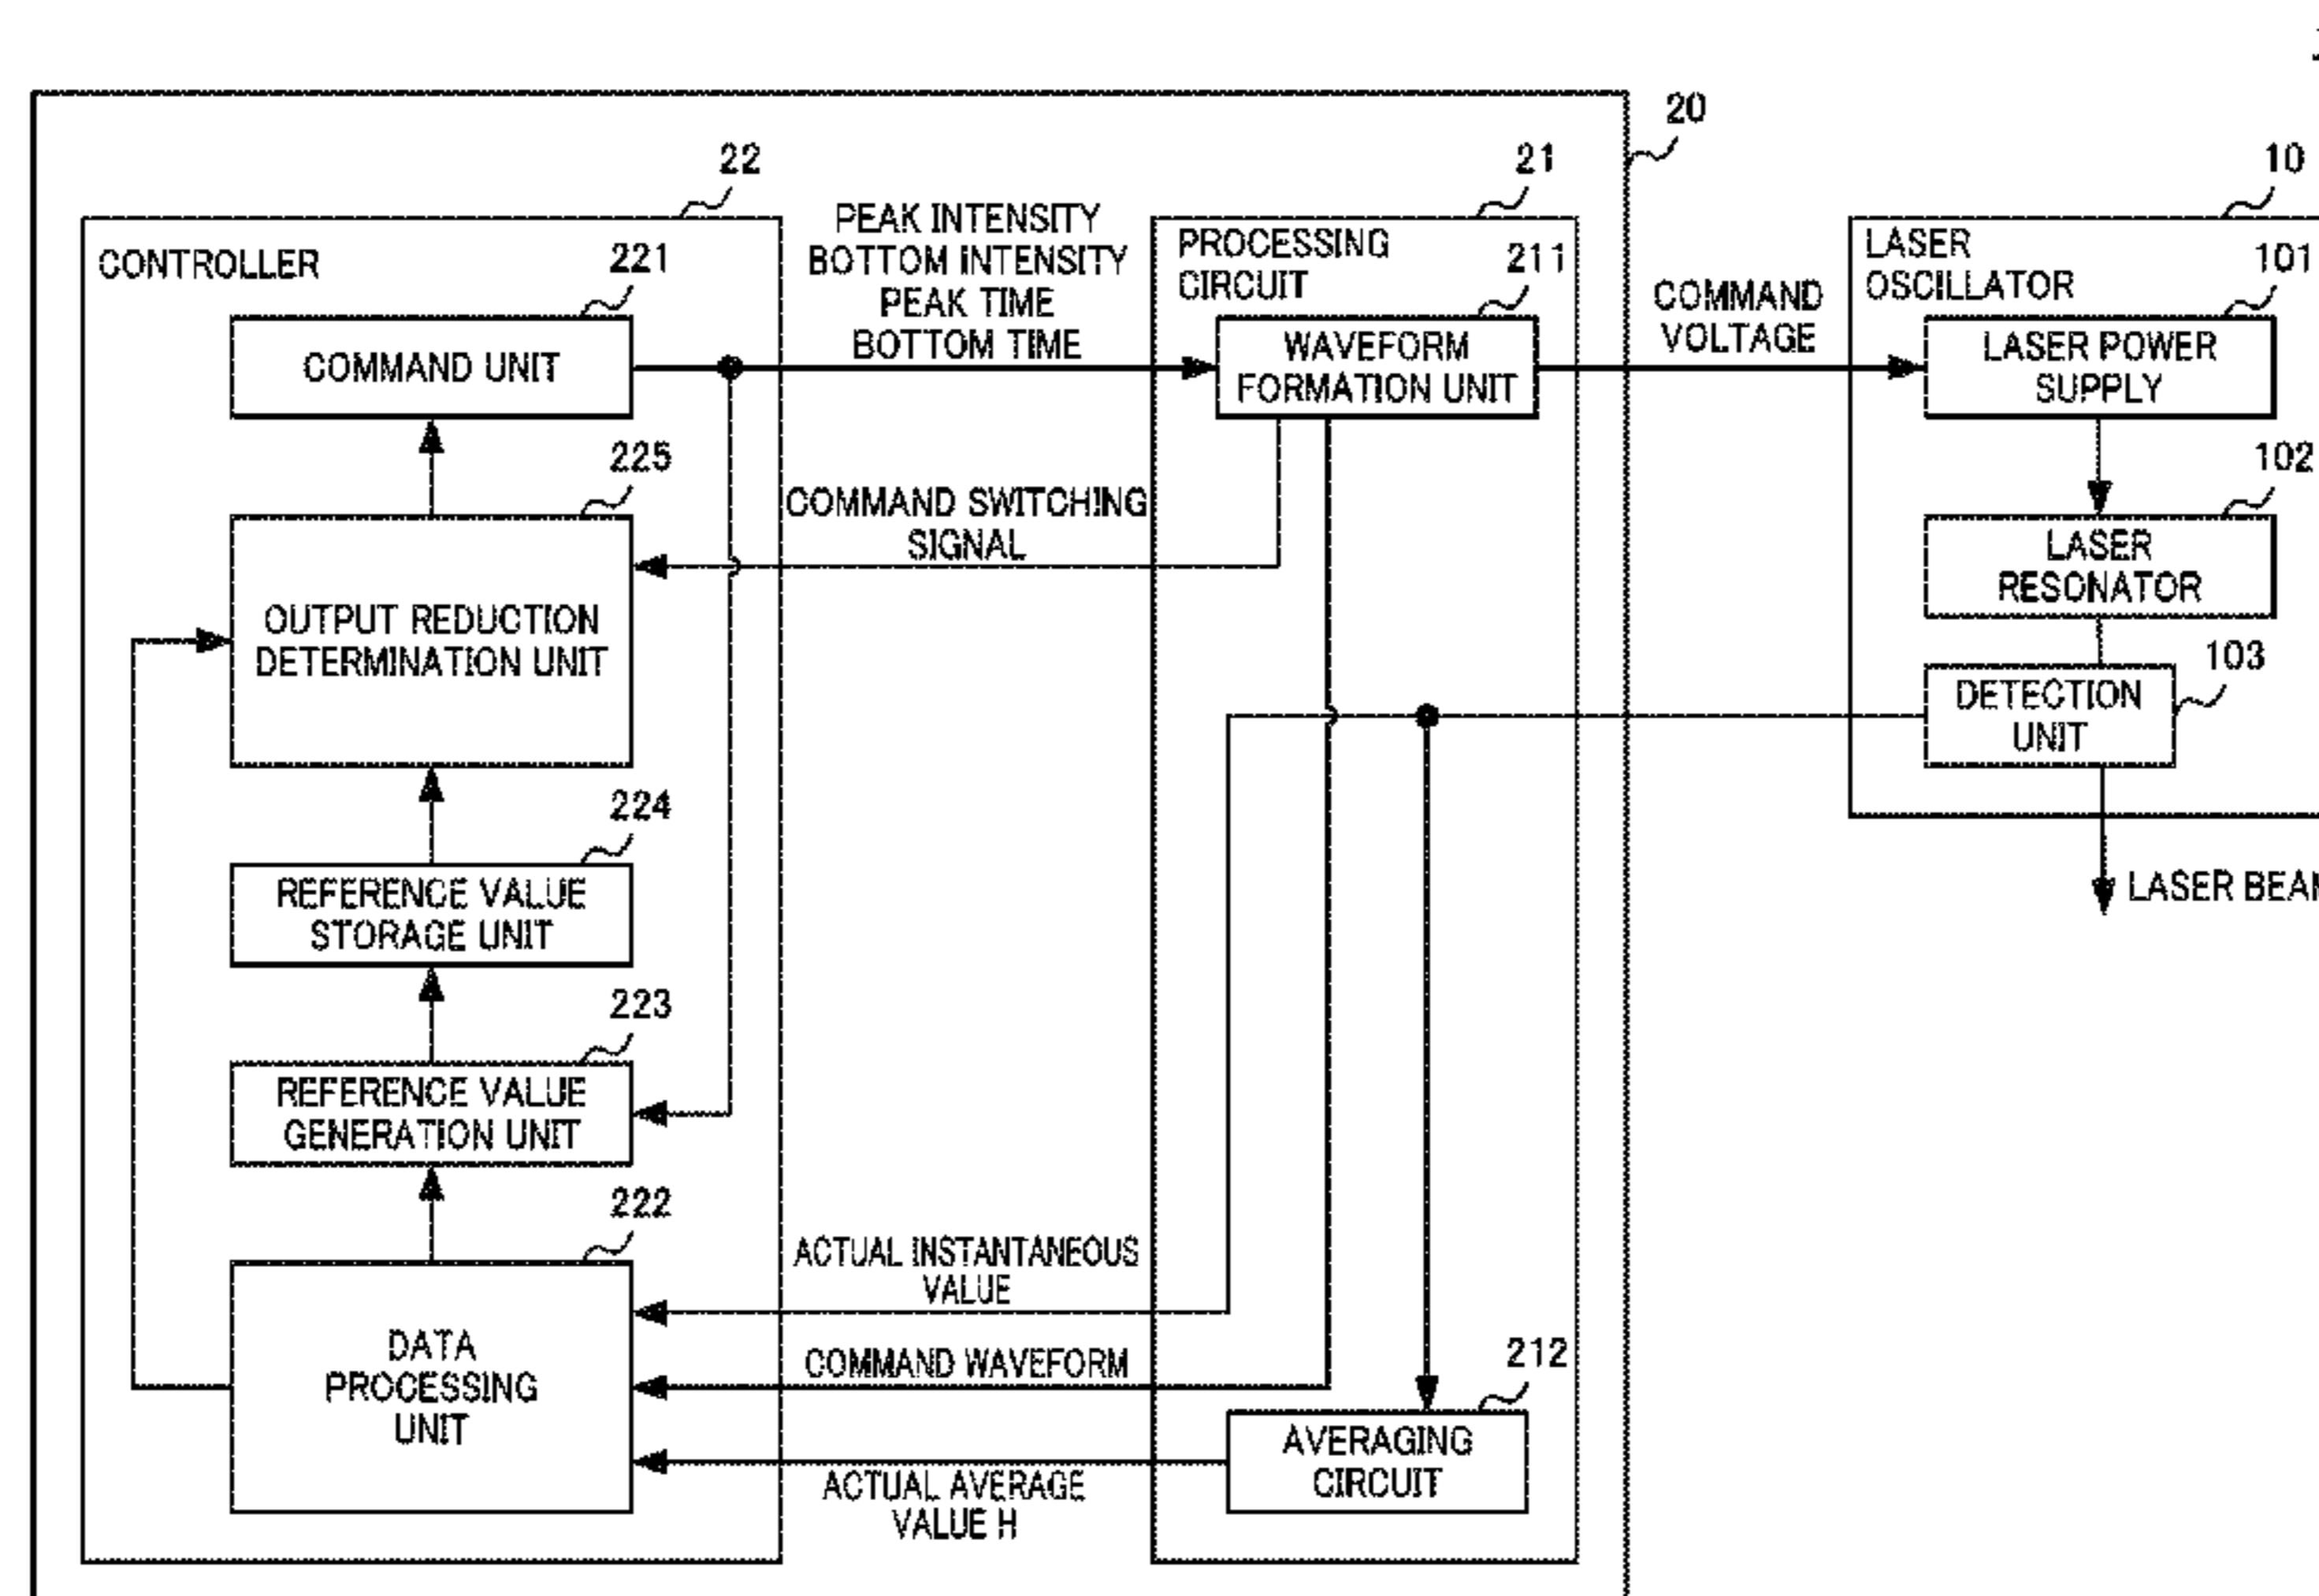 20
22
21
10
CONTROLLER
221
COMMAND UNIT
225
OUTPUT REDUCTION
DETERMINATION UNIT
224
REFERENCE VALUE
STORAGE UNIT
223
REFERENCE VALUE
GENERATION UNIT
222
DATA
PROCESSING
UNIT
PEAK INTENSITY
BOTTOM INTENSITY
PEAK TIME
BOTTOM TIME
COMMAND SWITCHING
SIGNAL
ACTUAL INSTANTANEOUS
VALUE
COMMAND WAVEFORM
ACTUAL AVERAGE
VALUE H
PROCESSING
CIRCUIT
211
WAVEFORM
FORMATION UNIT
212
AVERAGING
CIRCUIT
COMMAND
VOLTAGE
LASER
OSCILLATOR
101
LASER POWER
SUPPLY
102
LASER
RESONATOR
103
DETECTION
UNIT
LASER